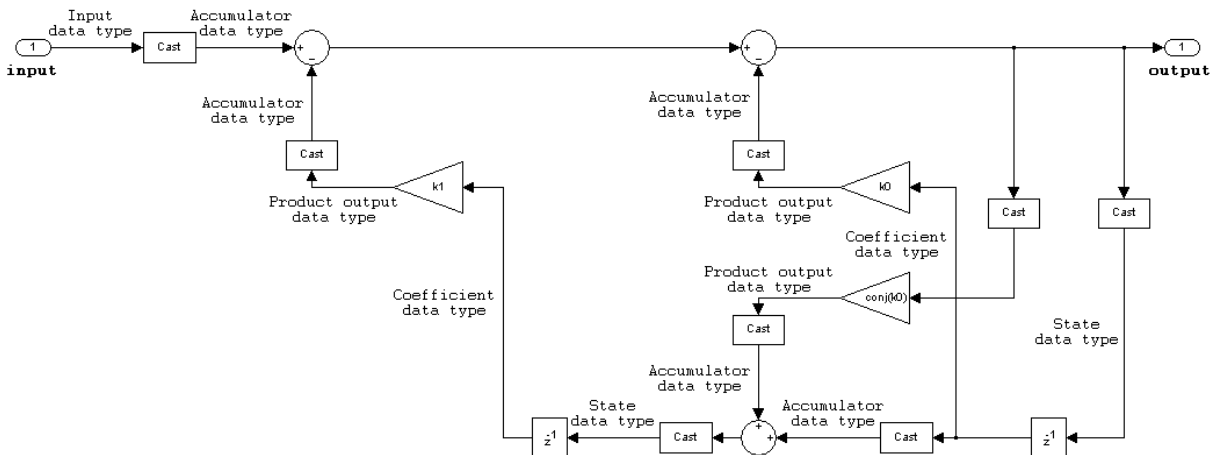 Input
data type
Accumulator
data type
1
Cast
+
−
+
−
1
input
output
Accumulator
data type
Accumulator
data type
Cast
Cast
k1
k0
Product output
data type
Product output
data type
Cast
Cast
Coefficient
data type
Product output
data type
conj(k0)
Coefficient
data type
Cast
State
data type
Accumulator
data type
State
data type
Accumulator
data type
z-1
Cast
+
+
Cast
z-1